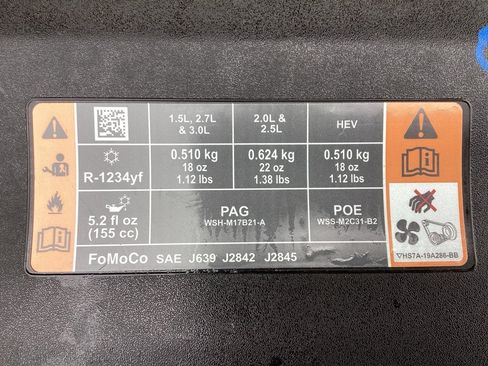 1.5L, 2.7L
& 3.0L
2.0L &
2.5L
HEV
R-1234yf
0.510 kg
18 oz
1.12 lbs
0.624 kg
22 oz
1.38 lbs
0.510 kg
18 oz
1.12 lbs
5.2 fl oz
(155 cc)
PAG
WSH-M17B21-A
POE
WSS-M2C31-B2
FoMoCo SAE J639 J2842 J2845
▽HS7A-19A286-BB